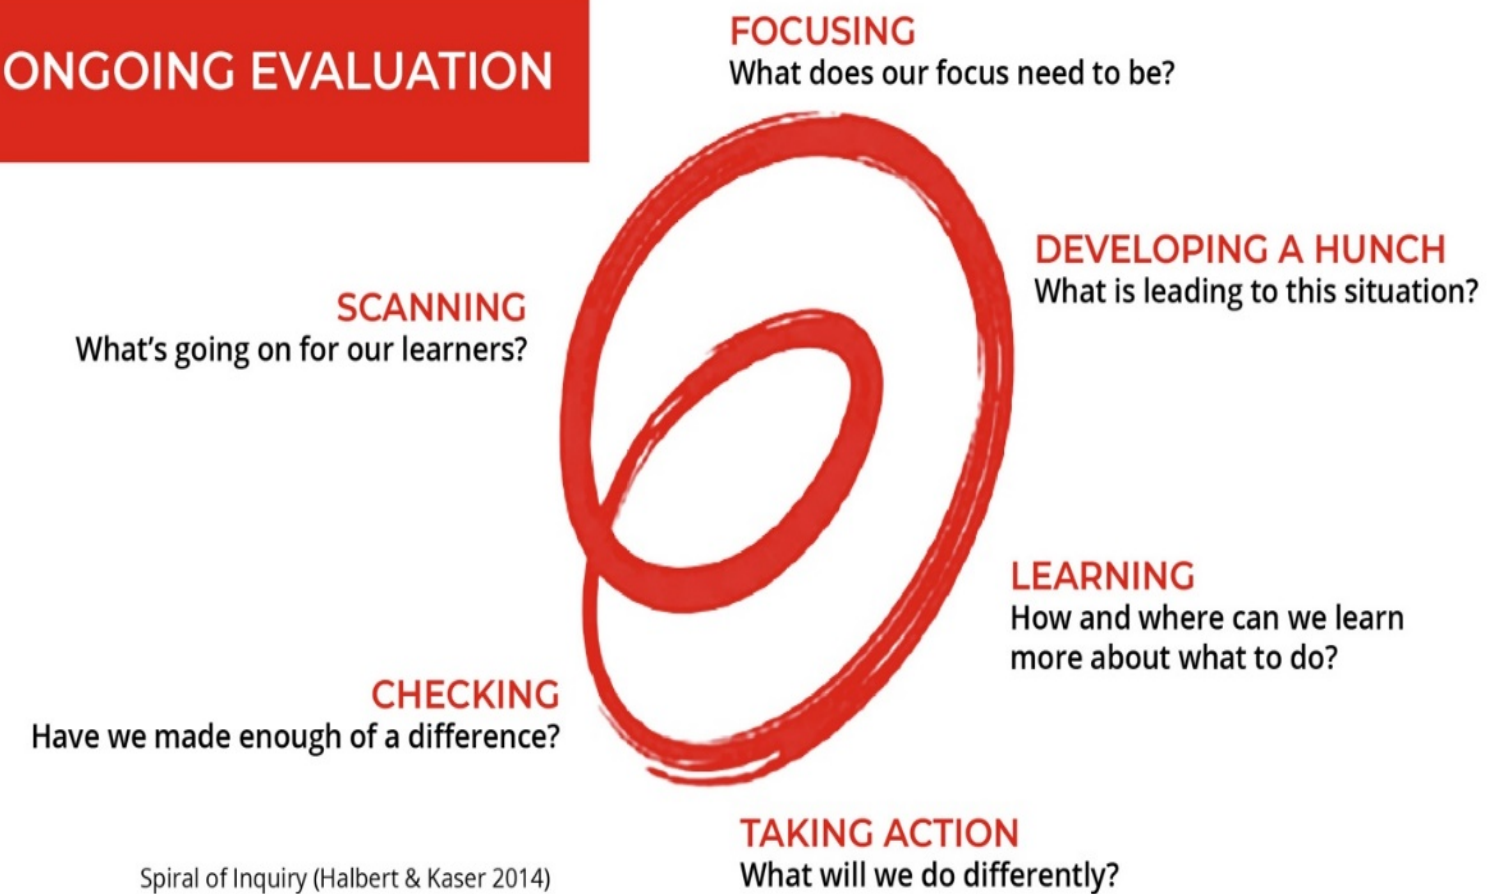 ONGOING EVALUATION
FOCUSING
What does our focus need to be?
DEVELOPING A HUNCH
What is leading to this situation?
SCANNING
What's going on for our learners?
LEARNING
How and where can we learn
more about what to do?
CHECKING
Have we made enough of a difference?
TAKING ACTION
What will we do differently?
Spiral of Inquiry (Halbert & Kaser 2014)